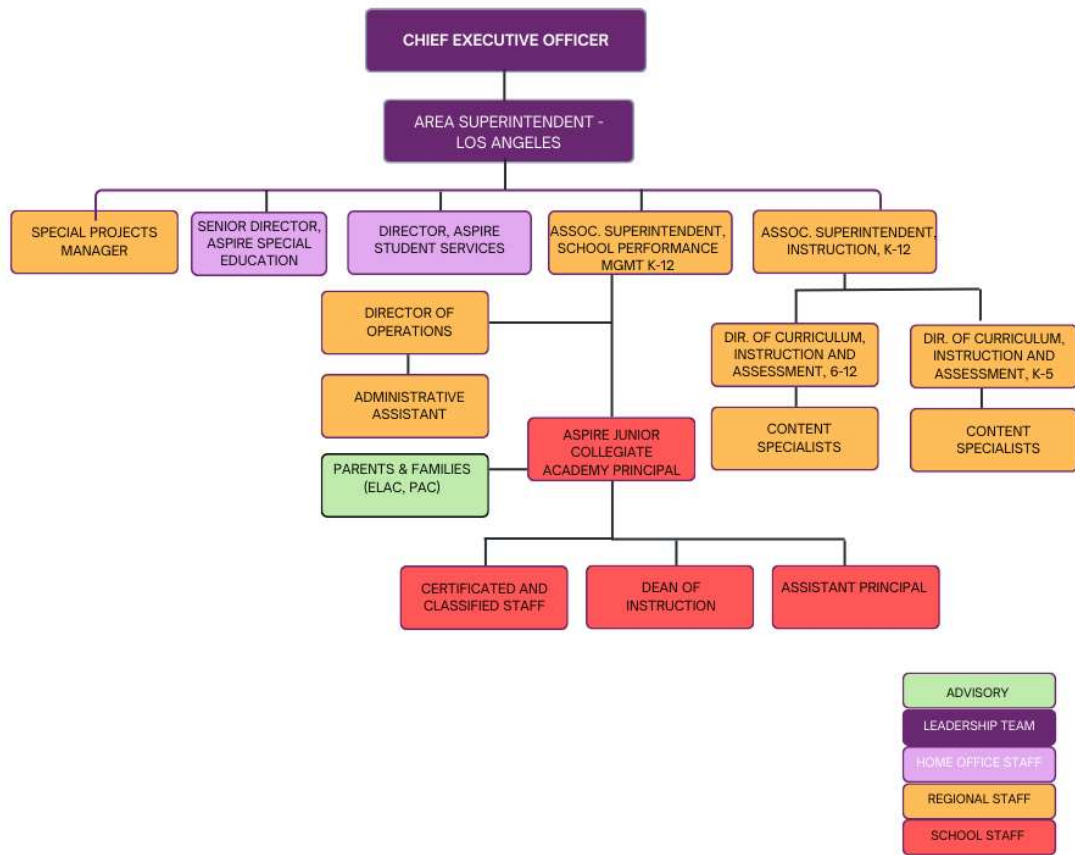 CHIEF EXECUTIVE OFFICER
AREA SUPERINTENDENT -
LOS ANGELES
SPECIAL PROJECTS
MANAGER
SENIOR DIRECTOR,
ASPIRE SPECIAL
EDUCATION
DIRECTOR, ASPIRE
STUDENT SERVICES
ASSOC. SUPERINTENDENT,
SCHOOL PERFORMANCE
MGMT K-12
ASSOC. SUPERINTENDENT,
INSTRUCTION, K-12
DIRECTOR OF
OPERATIONS
DIR. OF CURRICULUM,
INSTRUCTION AND
ASSESSMENT, 6-12
DIR. OF CURRICULUM,
INSTRUCTION AND
ASSESSMENT, K-5
ADMINISTRATIVE
ASSISTANT
CONTENT
SPECIALISTS
CONTENT
SPECIALISTS
ASPIRE JUNIOR
COLLEGIATE
ACADEMY PRINCIPAL
PARENTS & FAMILIES
(ELAC, PAC)
CERTIFICATED AND
CLASSIFIED STAFF
DEAN OF
INSTRUCTION
ASSISTANT PRINCIPAL
ADVISORY
LEADERSHIP TEAM
HOME OFFICE STAFF
REGIONAL STAFF
SCHOOL STAFF